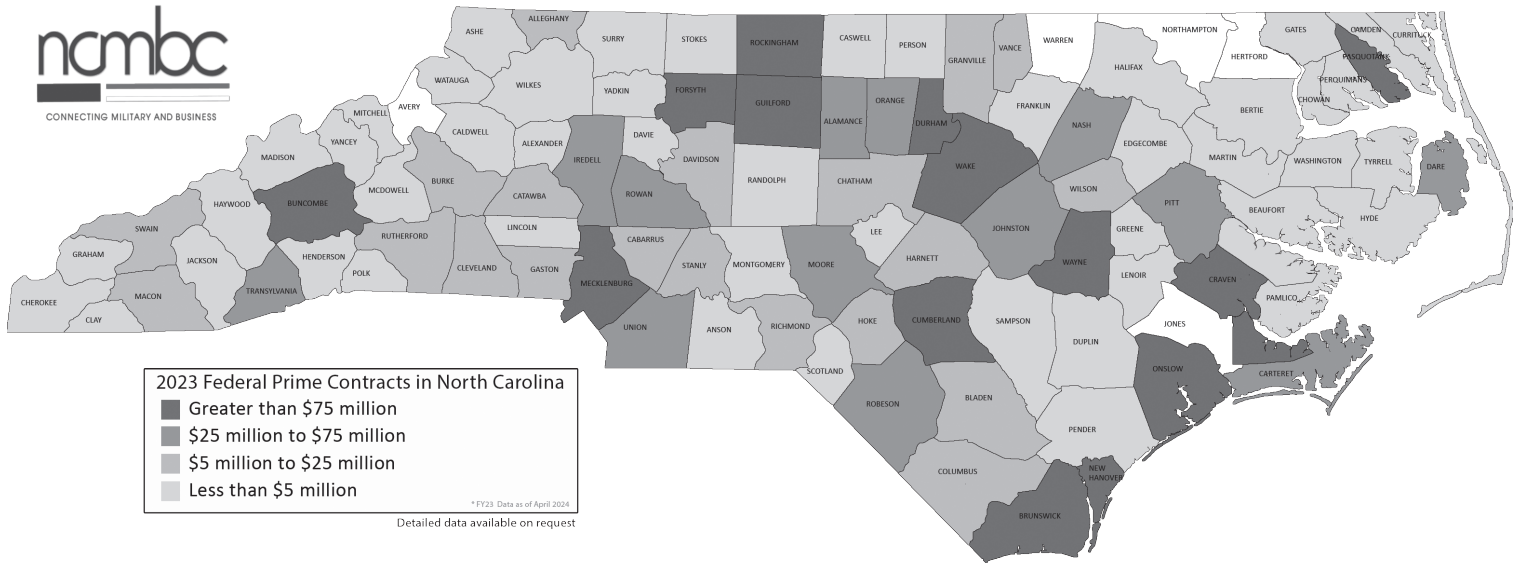 ncmbc
CONNECTING MILITARY AND BUSINESS
ALLEGHANY
ASHE
SURRY
STOKES
ROCKINGHAM
CASWELL
PERSON
GRANVILLE
VANCE
WARREN
NORTHAMPTON
GATES
CAMDEN
CURRITUCK
HERTFORD
PASQUOTANK
HALIFAX
WATAUGA
WILKES
YADKIN
FORSYTH
GUILFORD
ALAMANCE
ORANGE
DURHAM
FRANKLIN
BERTIE
CHOWAN
PERQUIMANS
AVERY
MITCHELL
CALDWELL
ALEXANDER
DAVIE
NASH
EDGECOMBE
YANCEY
MADISON
IREDELL
DAVIDSON
MARTIN
WASHINGTON
TYRRELL
DARE
WAKE
BURKE
MCDOWELL
CATAWBA
ROWAN
RANDOLPH
CHATHAM
WILSON
PITT
BUNCOMBE
HAYWOOD
BEAUFORT
HYDE
SWAIN
RUTHERFORD
LINCOLN
CABARRUS
LEE
JOHNSTON
GREENE
GRAHAM
JACKSON
HENDERSON
POLK
CLEVELAND
GASTON
STANLY
MONTGOMERY
MOORE
HARNETT
WAYNE
LENOIR
CRAVEN
CHEROKEE
MACON
TRANSYLVANIA
MECKLENBURG
PAMLICO
CLAY
UNION
ANSON
RICHMOND
HOKE
CUMBERLAND
SAMPSON
DUPLIN
JONES
SCOTLAND
ONSLOW
CARTERET
ROBESON
BLADEN
PENDER
COLUMBUS
NEW
HANOVER
BRUNSWICK
2023 Federal Prime Contracts in North Carolina
Greater than $75 million
$25 million to $75 million
$5 million to $25 million
Less than $5 million
* FY23 Data as of April 2024
Detailed data available on request